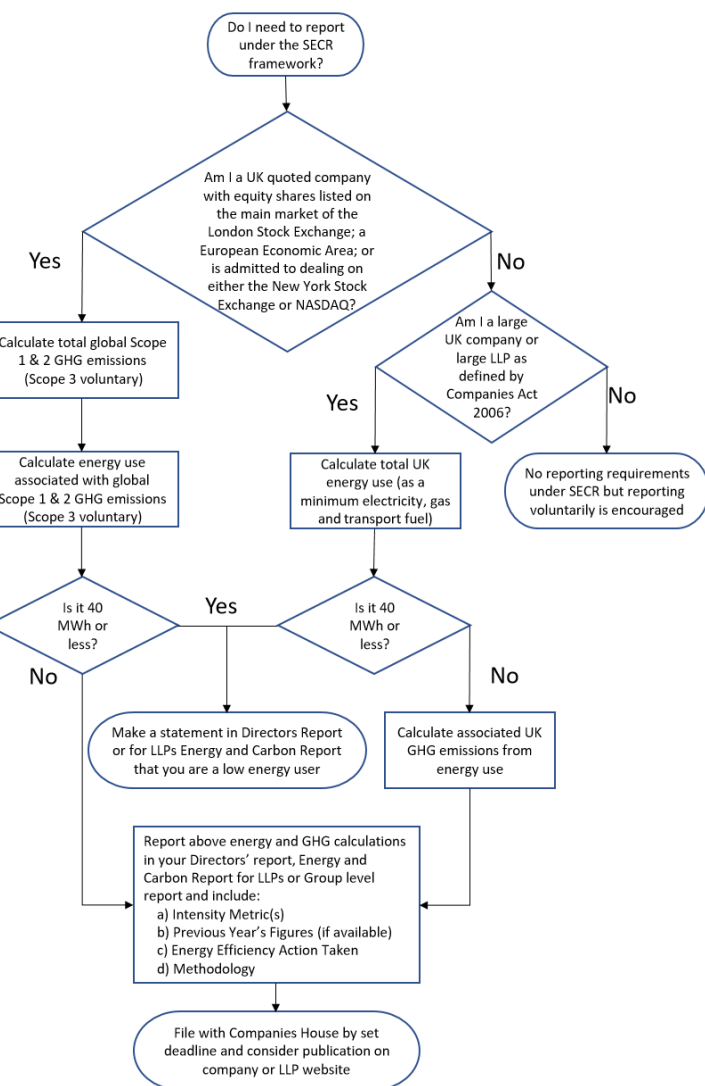 Do I need to report
under the SECR
framework?
Am I a UK quoted company
with equity shares listed on
the main market of the
London Stock Exchange; a
European Economic Area; or
is admitted to dealing on
either the New York Stock
Exchange or NASDAQ?
Yes
No
Calculate total global Scope
1 & 2 GHG emissions
(Scope 3 voluntary)
Am I a large
UK company or
large LLP as
defined by
Companies Act
2006?
Yes
No
Calculate energy use
associated with global
Scope 1 & 2 GHG emissions
(Scope 3 voluntary)
Calculate total UK
energy use (as a
minimum electricity, gas
and transport fuel)
No reporting requirements
under SECR but reporting
voluntarily is encouraged
Is it 40
MWh or
less?
Yes
Is it 40
MWh or
less?
No
No
Make a statement in Directors Report
or for LLPs Energy and Carbon Report
that you are a low energy user
Calculate associated UK
GHG emissions from
energy use
Report above energy and GHG calculations
in your Directors' report, Energy and
Carbon Report for LLPs or Group level
report and include:
a) Intensity Metric(s)
b) Previous Year's Figures (if available)
c) Energy Efficiency Action Taken
d) Methodology
File with Companies House by set
deadline and consider publication on
company or LLP website